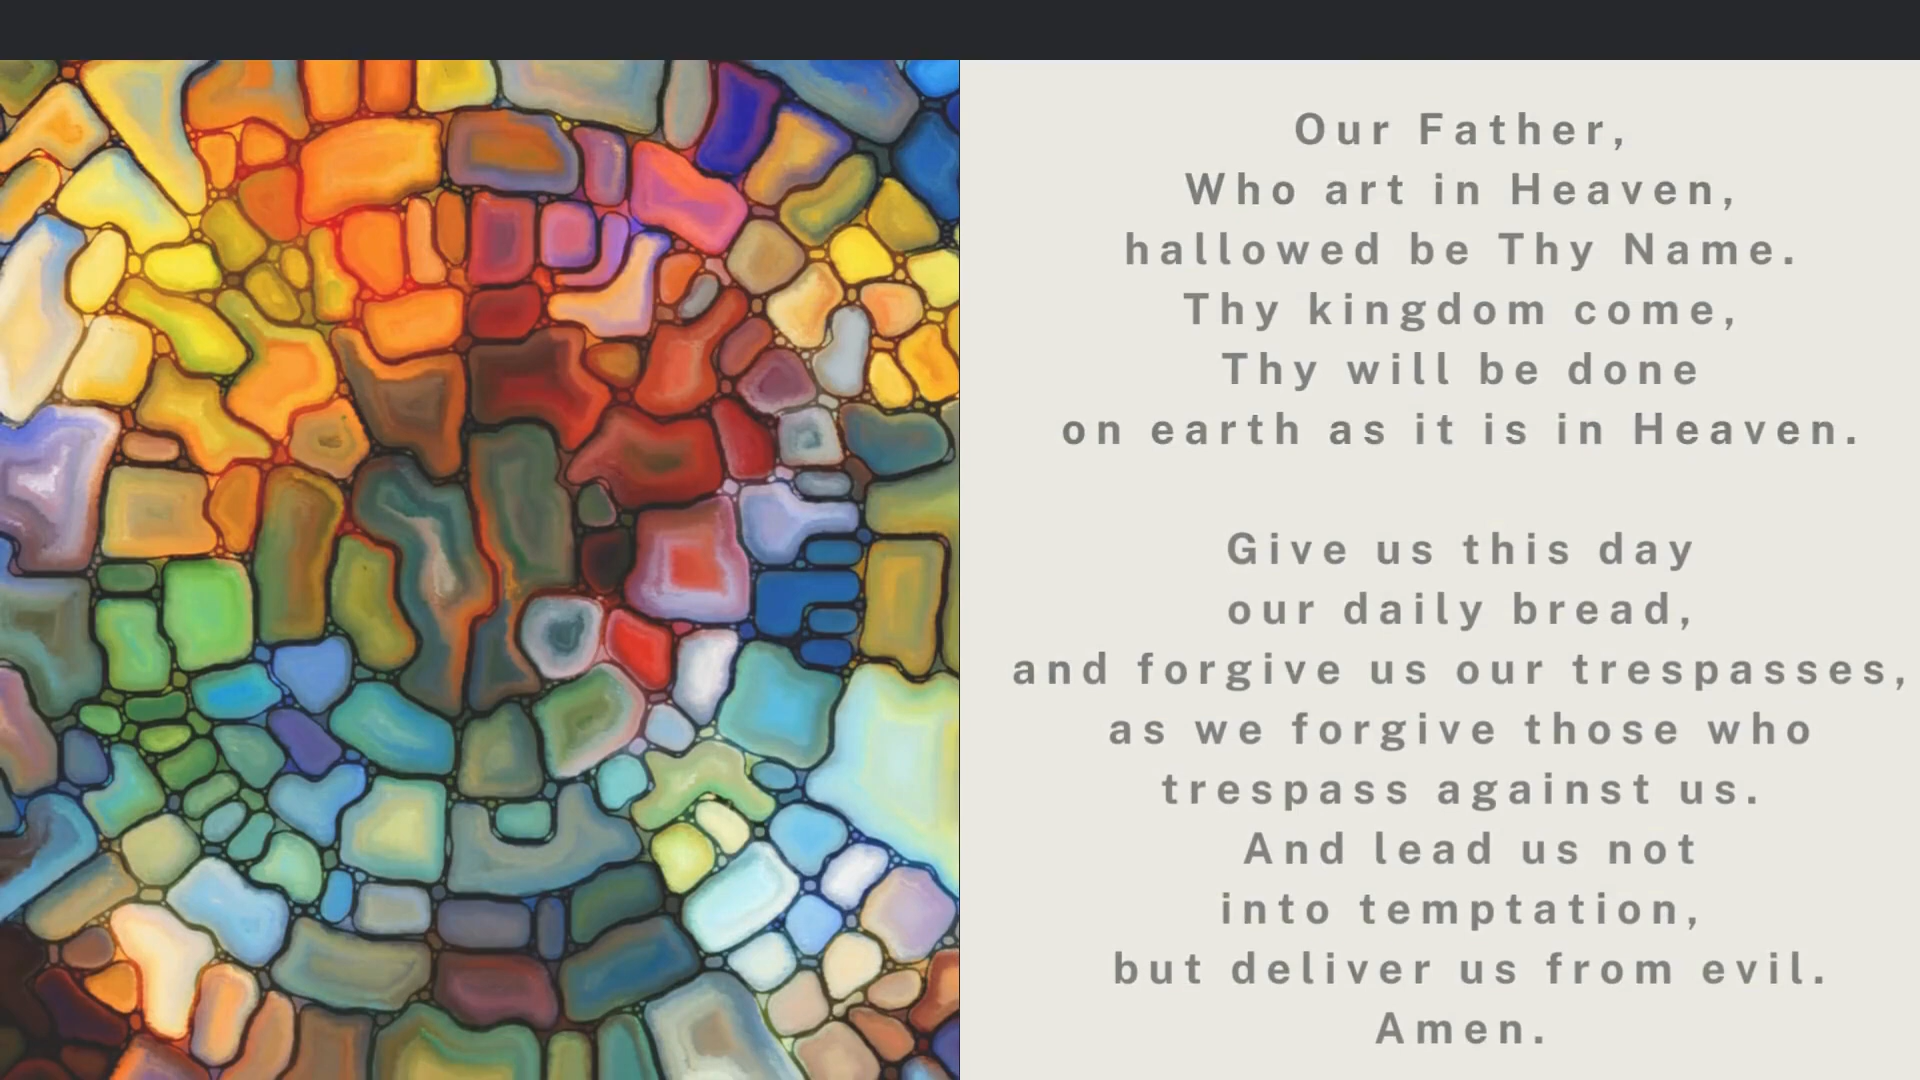 Our Father,
Who art in Heaven,
hallowed be Thy Name.
Thy kingdom come,
Thy will be done
on earth as it is in Heaven.
Give us this day
our daily bread,
and forgive us our trespasses,
as we forgive those who
trespass against us.
And lead us not
into temptation,
but deliver us from evil.
Amen.